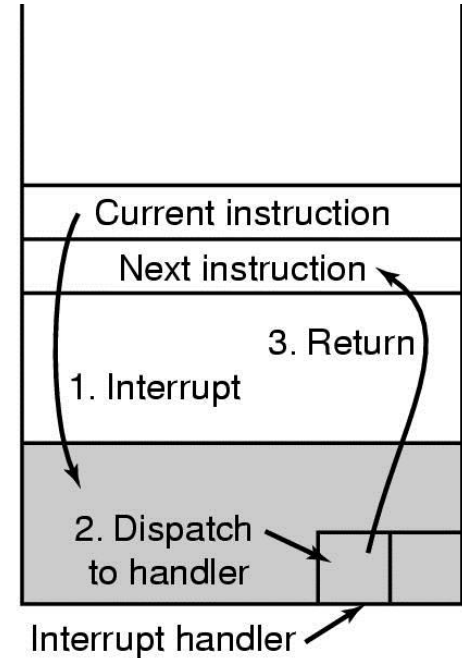 Current instruction
Next instruction
3. Return
1. Interrupt
2. Dispatch
to handler
Interrupt handler